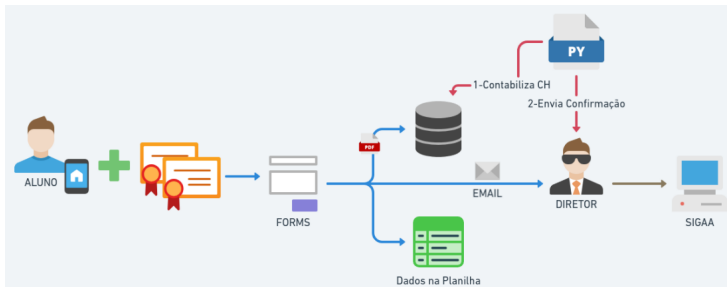 PY
1-Contabiliza CH
2-Envia Confirmação
PDF
ALUNO
FORMS
EMAIL
DIRETOR
SIGAA
Dados na Planilha